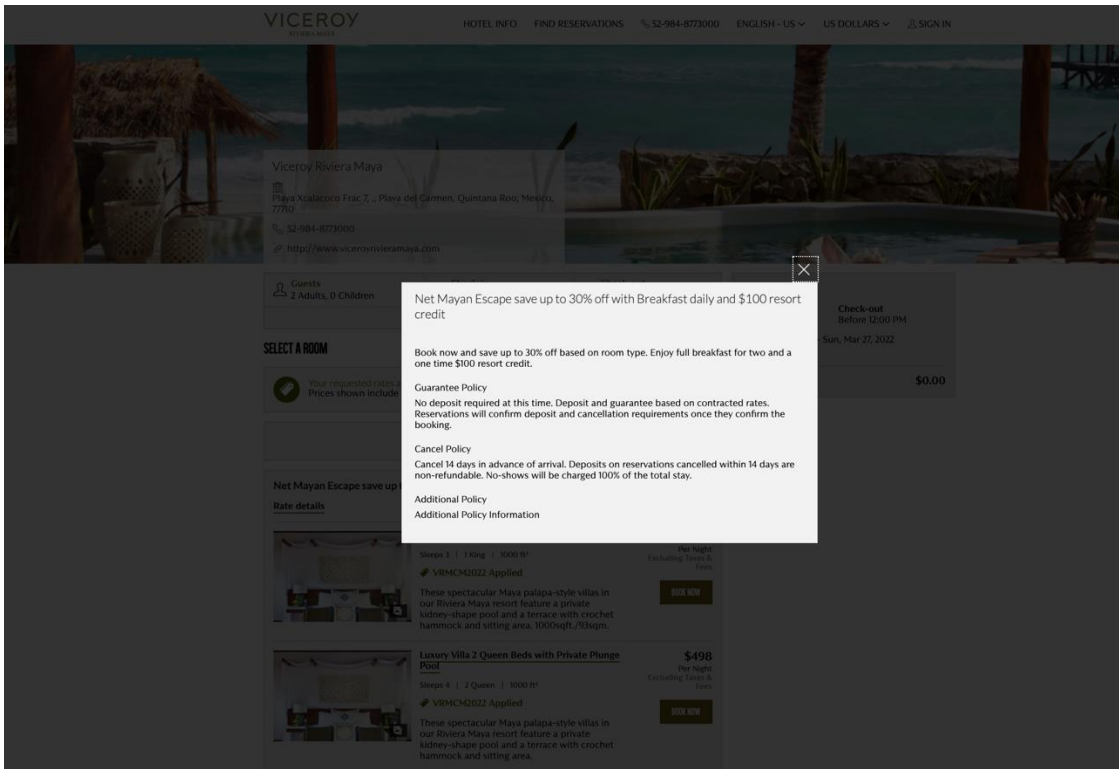 VICEROY
RIVIERA MAYA
HOTEL INFO
FIND RESERVATIONS
52-984-8773000
ENGLISH - US
US DOLLARS
SIGN IN
Viceroy Riviera Maya
Playa Xcalacoco Frac 7, ., Playa del Carmen, Quintana Roo, Mexico,
77710
52-984-8773000
http://www.viceroyrivieramaya.com
Guests
2 Adults, 0 Children
Check-out
Before 12:00 PM
Sun, Mar 27, 2022
$0.00
SELECT A ROOM
Your requested rates
Prices shown include
Net Mayan Escape save up to 30% off with Breakfast daily and $100 resort
credit
Book now and save up to 30% off based on room type. Enjoy full breakfast for two and a
one time $100 resort credit.
Guarantee Policy
No deposit required at this time. Deposit and guarantee based on contracted rates.
Reservations will confirm deposit and cancellation requirements once they confirm the
booking.
Cancel Policy
Cancel 14 days in advance of arrival. Deposits on reservations cancelled within 14 days are
non-refundable. No-shows will be charged 100% of the total stay.
Additional Policy
Additional Policy Information
Net Mayan Escape save up
Rate details
Sleeps 3 | 1 King | 1000 ft²
Per Night
Excluding Taxes &
Fees
VRMCM2022 Applied
BOOK NOW
These spectacular Maya palapa-style villas in
our Riviera Maya resort feature a private
kidney-shape pool and a terrace with crochet
hammock and sitting area. 1000sqft./93sqm.
Luxury Villa 2 Queen Beds with Private Plunge
Pool
$498
Per Night
Excluding Taxes &
Fees
Sleeps 4 | 2 Queen | 1000 ft²
VRMCM2022 Applied
BOOK NOW
These spectacular Maya palapa-style villas in
our Riviera Maya resort feature a private
kidney-shape pool and a terrace with crochet
hammock and sitting area.